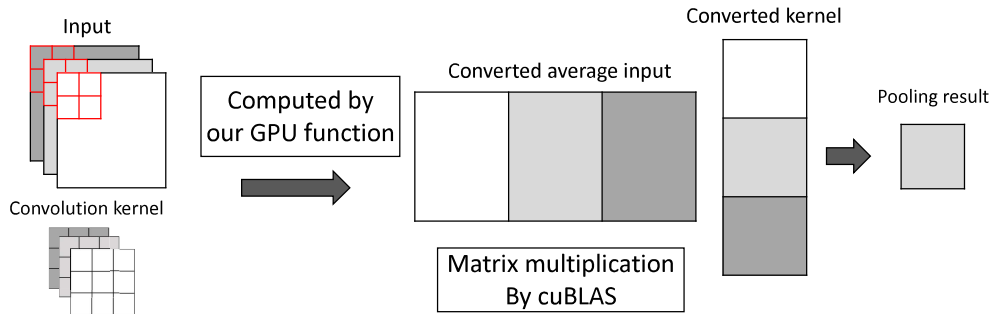 Input
Convolution kernel
Computed by
our GPU function
Converted average input
Matrix multiplication
By cuBLAS
Converted kernel
Pooling result